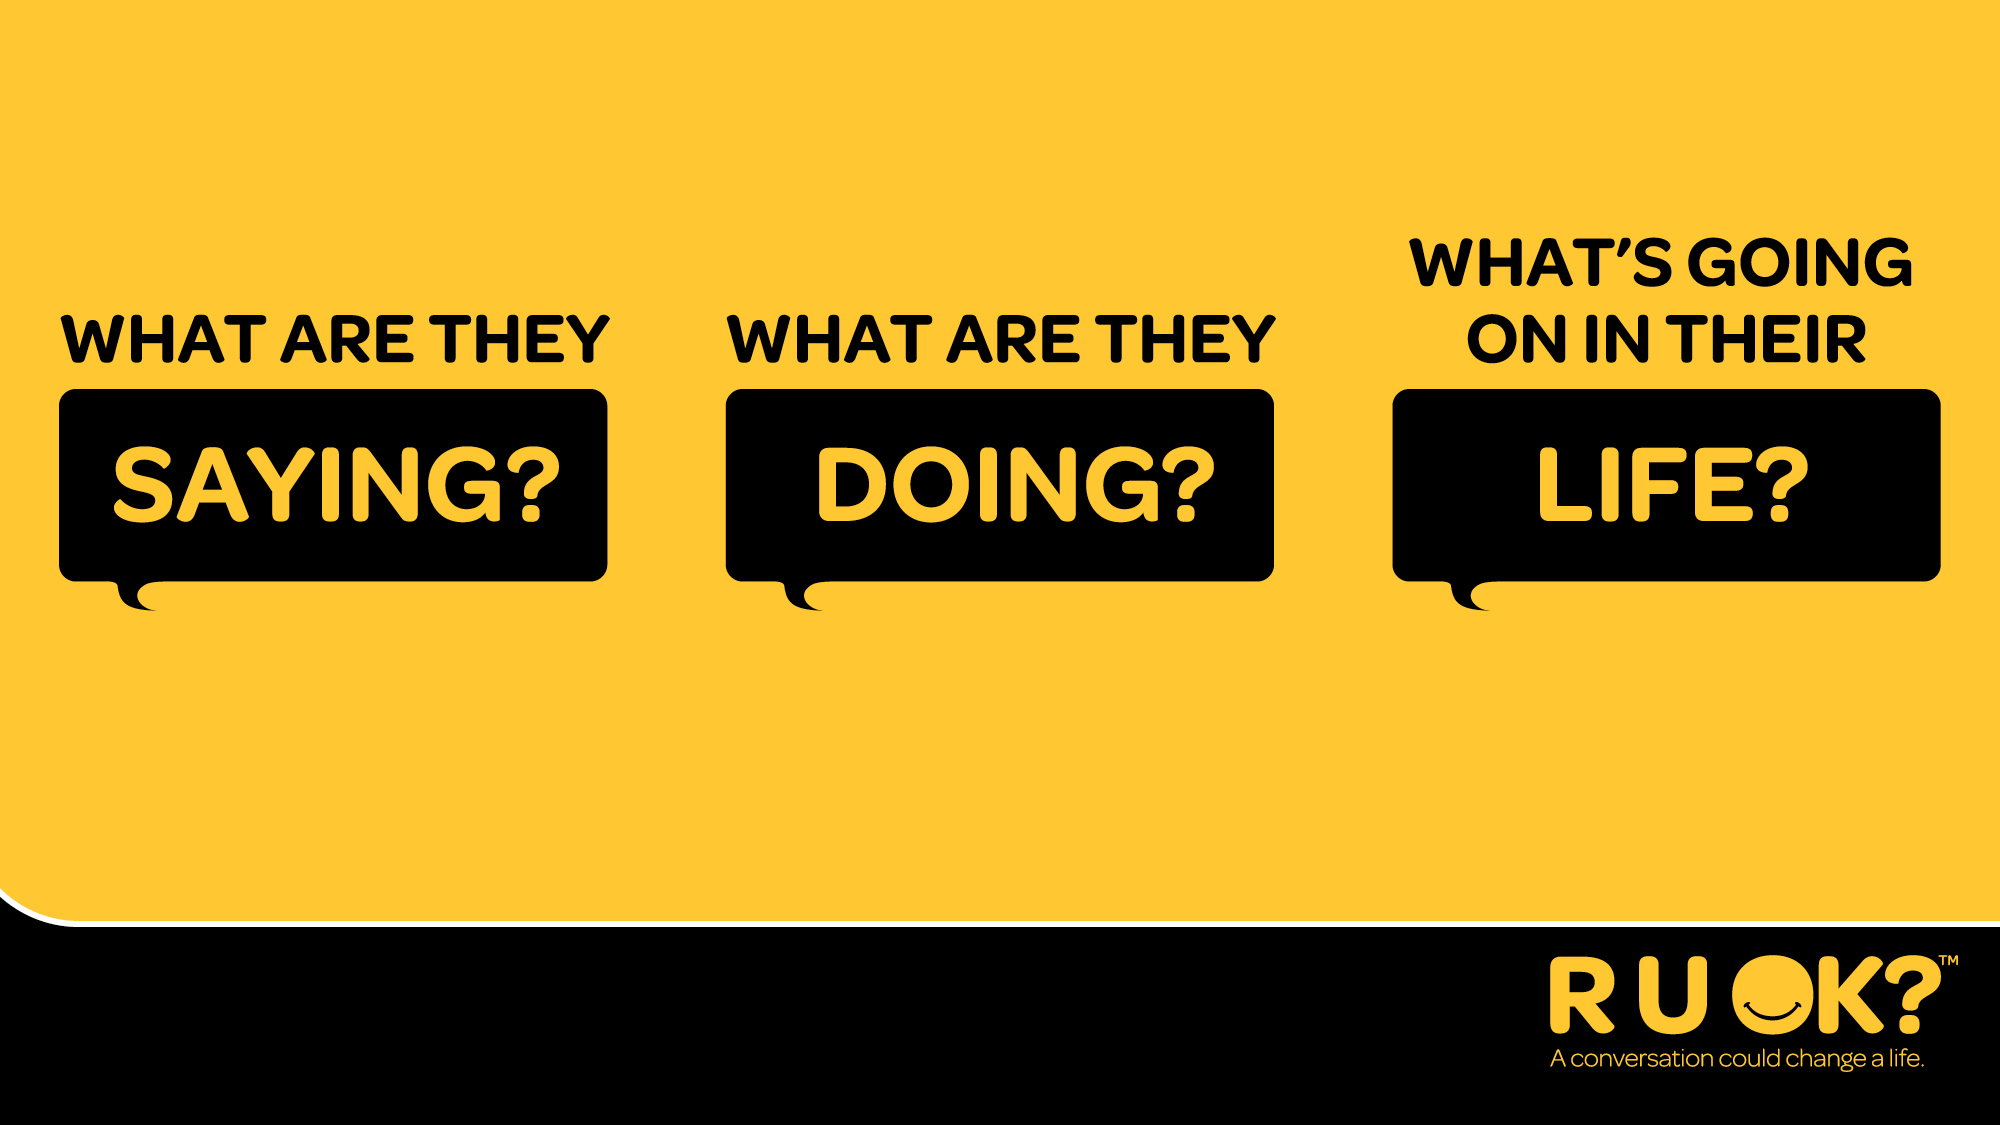 WHAT ARE THEY
SAYING?
WHAT ARE THEY
DOING?
WHAT'S GOING
ON IN THEIR
LIFE?
R U OK?™
A conversation could change a life.